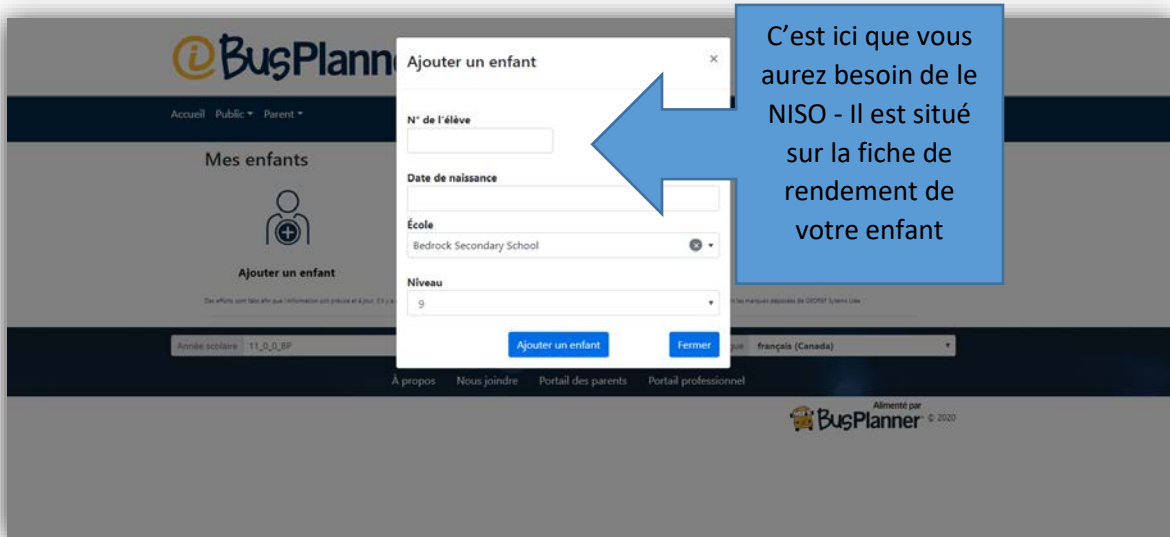 BusPlann
Ajouter un enfant
×
C'est ici que vous
aurez besoin de le
NISO - Il est situé
sur la fiche de
rendement de
votre enfant
Accueil Public Parent
Mes enfants
Ajouter un enfant
N° de l'élève
Date de naissance
École
Bedrock Secondary School
Niveau
9
Ajouter un enfant
Fermer
Année scolaire 11_0_0_BP
français (Canada)
À propos Nous joindre Portail des parents Portail professionnel
Alimenté par
BusPlanner © 2020